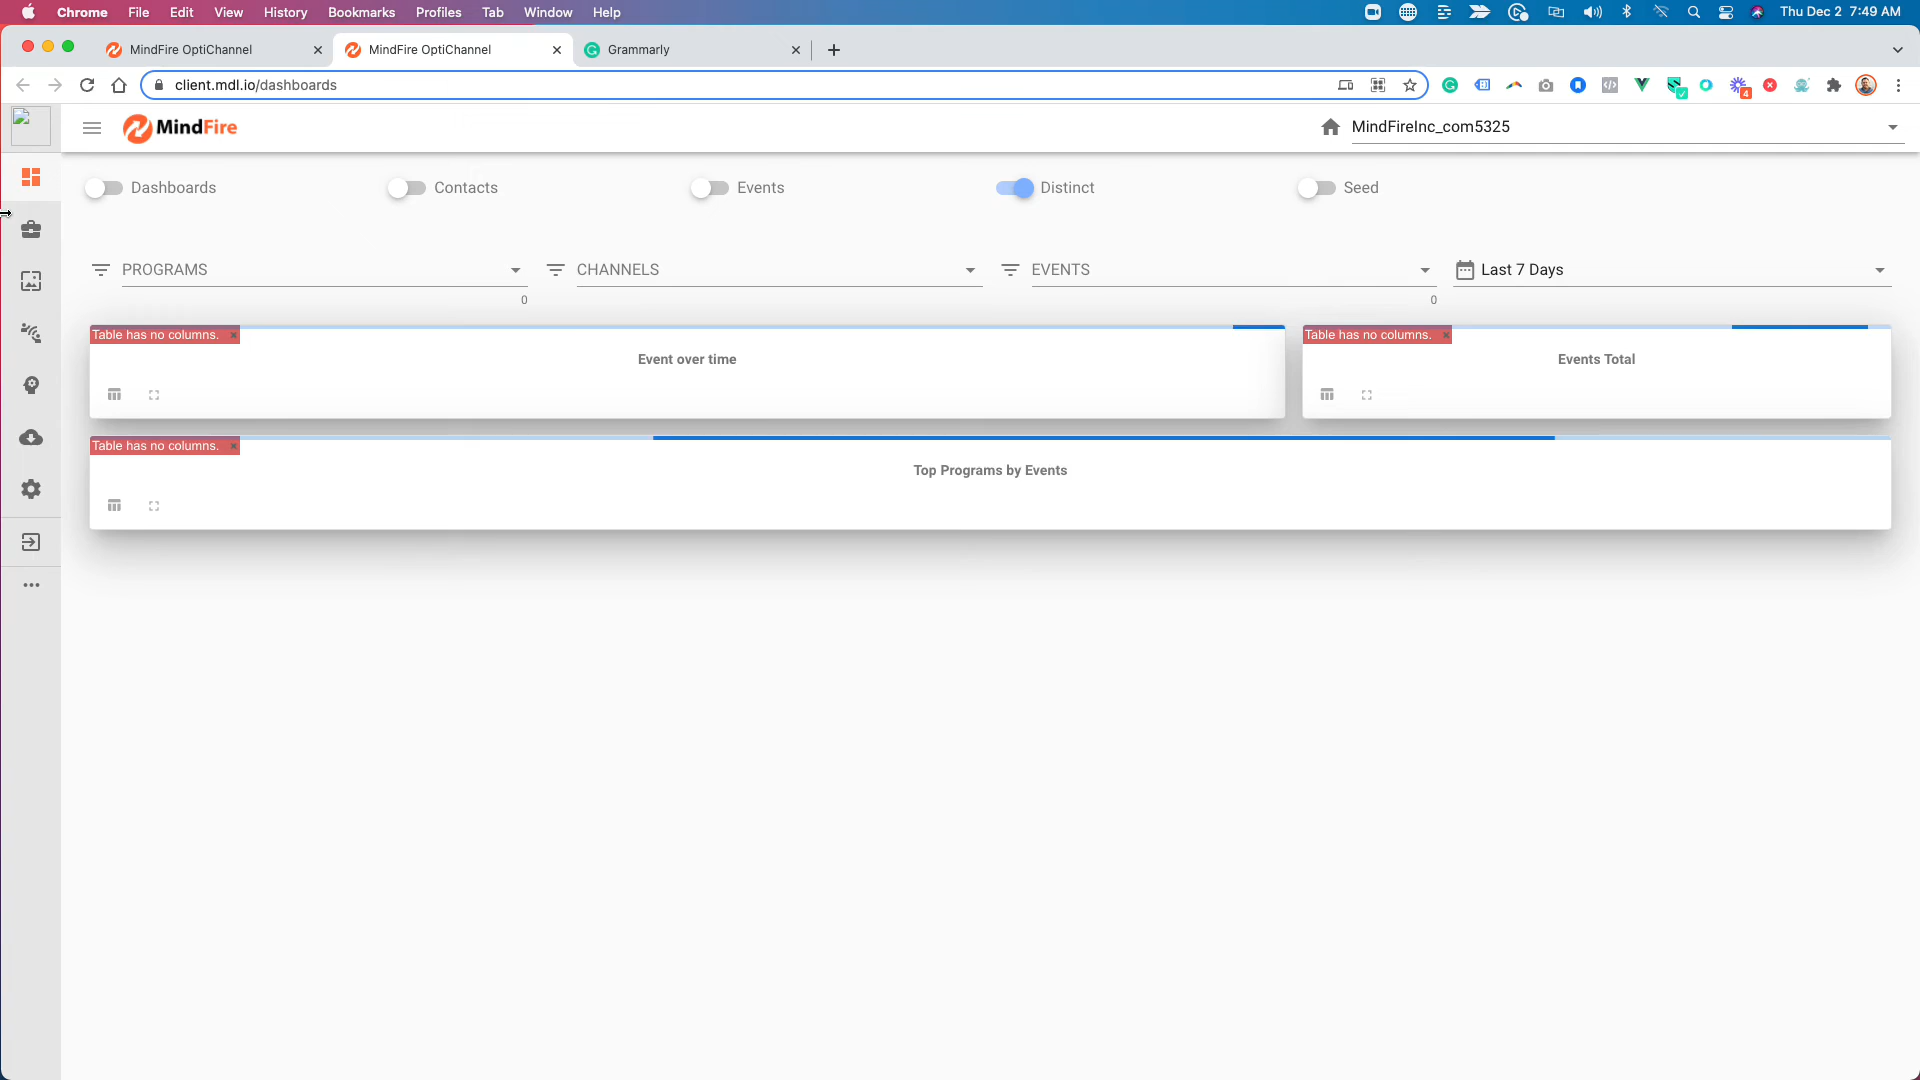 Chrome File Edit View History Bookmarks Profiles Tab Window Help Thu Dec 2 7:49 AM
MindFire OptiChannel MindFire OptiChannel Grammarly
client.mdl.io/dashboards 4
MindFire MindFireInc_com5325
Dashboards Contacts Events Distinct Seed
PROGRAMS CHANNELS EVENTS Last 7 Days
0 0
Table has no columns. × Table has no columns. ×
Event over time Events Total
Table has no columns. ×
Top Programs by Events